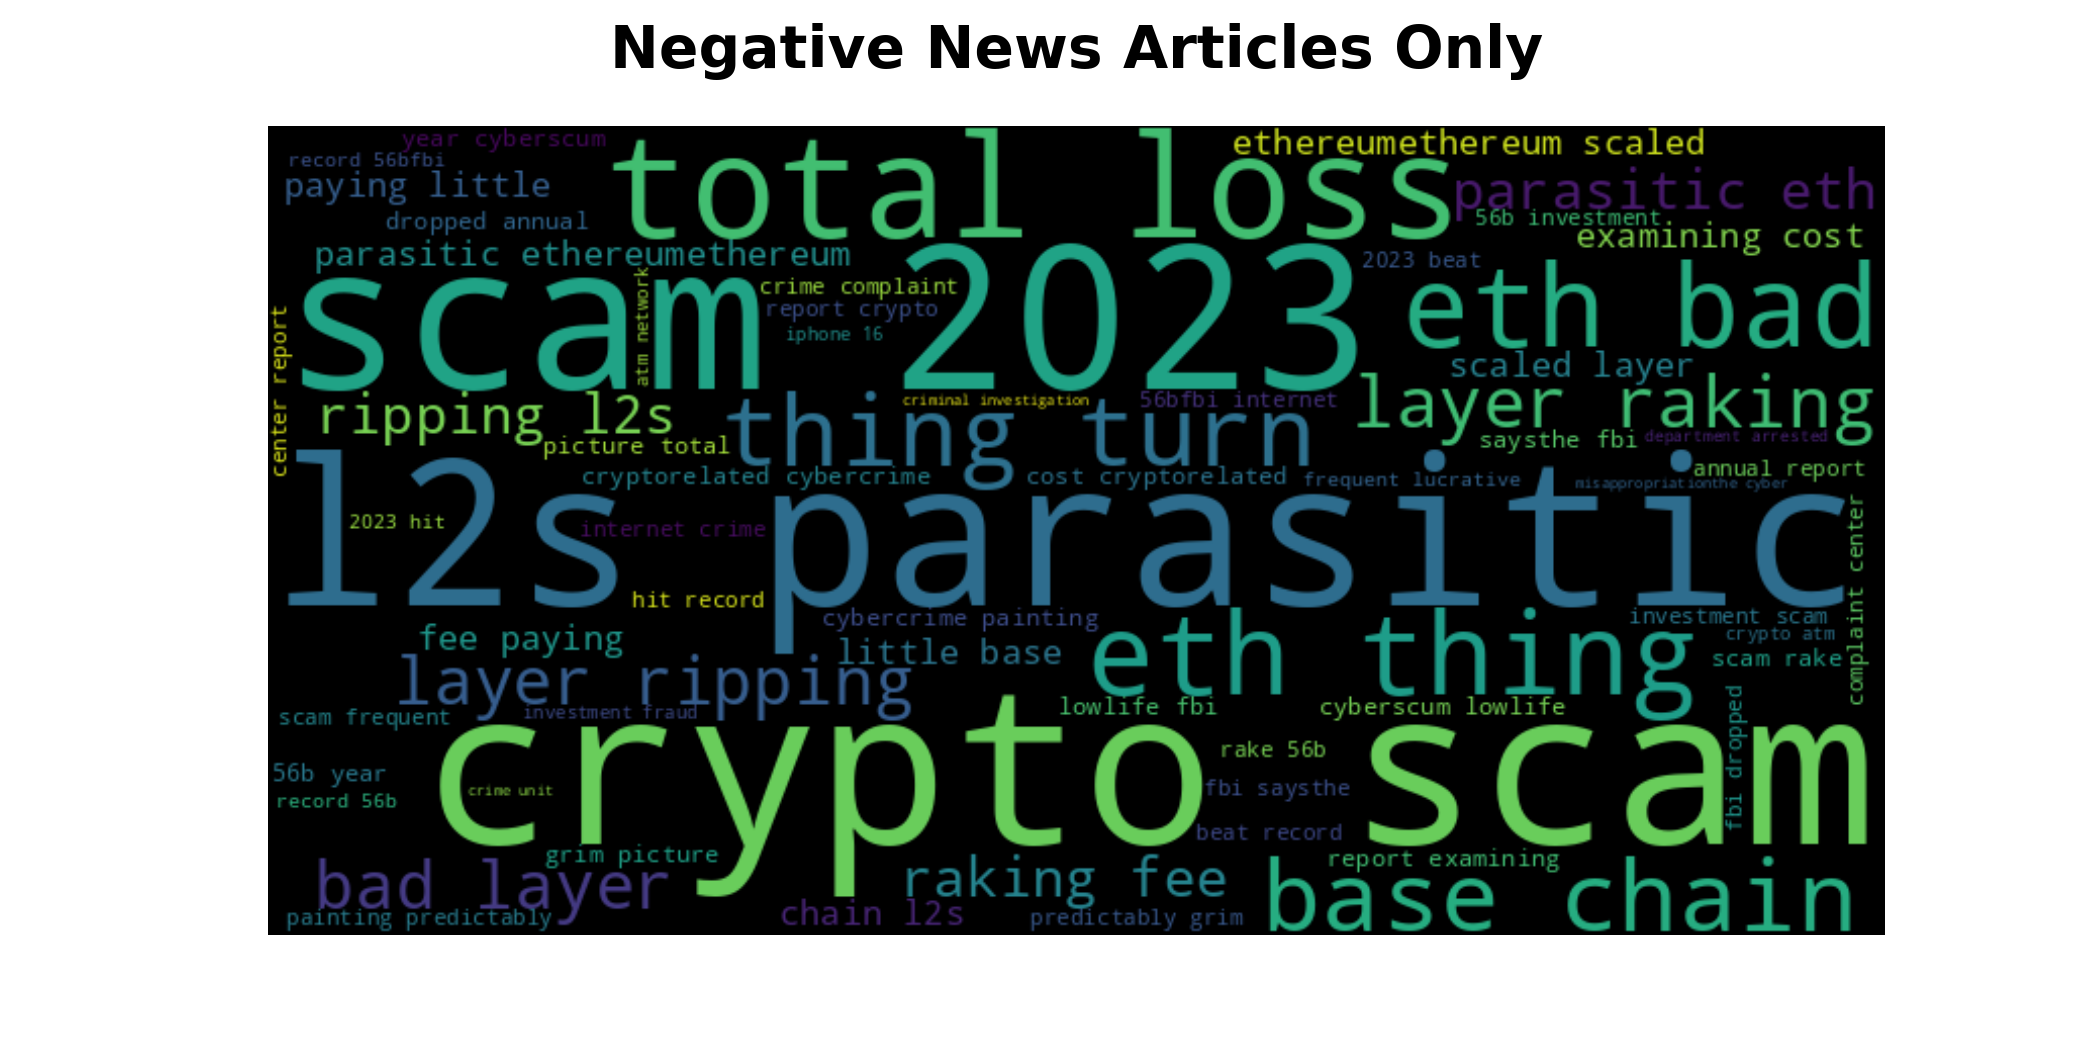 Negative News Articles Only
year cyberscum
total loss
ethereumethereum scaled
record 56bfbi
paying little
parasitic eth
dropped annual
56b investment
examining cost
parasitic ethereumethereum
scam 2023
2023 beat
eth bad
atm network
crime complaint
report crypto
iphone 16
center report
scaled layer
ripping l2s
thing turn
criminal investigation
56bfbi internet
layer raking
picture total
saysthe fbi
department arrested
cryptorelated cybercrime
cost cryptorelated
frequent lucrative
annual report
misappropriationthe cyber
l2s parasitic
2023 hit
internet crime
complaint center
hit record
cybercrime painting
investment scam
fee paying
little base
eth thing
crypto atm
scam rake
layer ripping
scam frequent
investment fraud
lowlife fbi
cyberscum lowlife
fbi dropped
crypto scam
rake 56b
56b year
crime unit
fbi saysthe
record 56b
beat record
grim picture
report examining
bad layer
raking fee
base chain
painting predictably
chain l2s
predictably grim